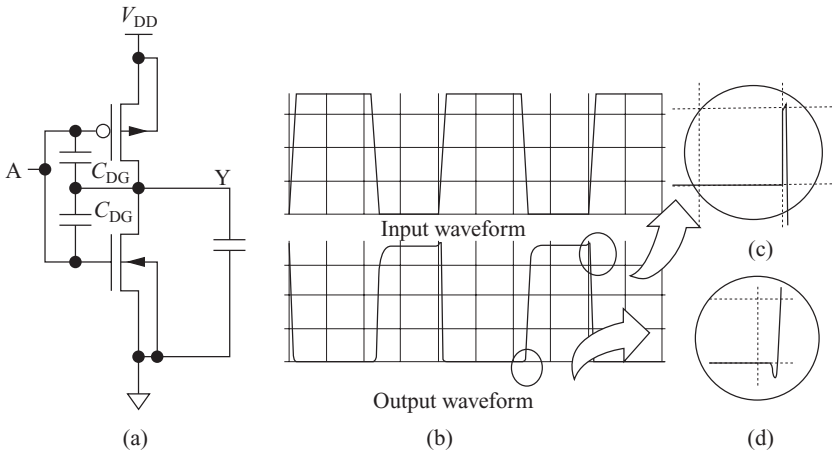 V_DD
A
C_DG
C_DG
Y
Input waveform
Output waveform
(a)
(b)
(c)
(d)